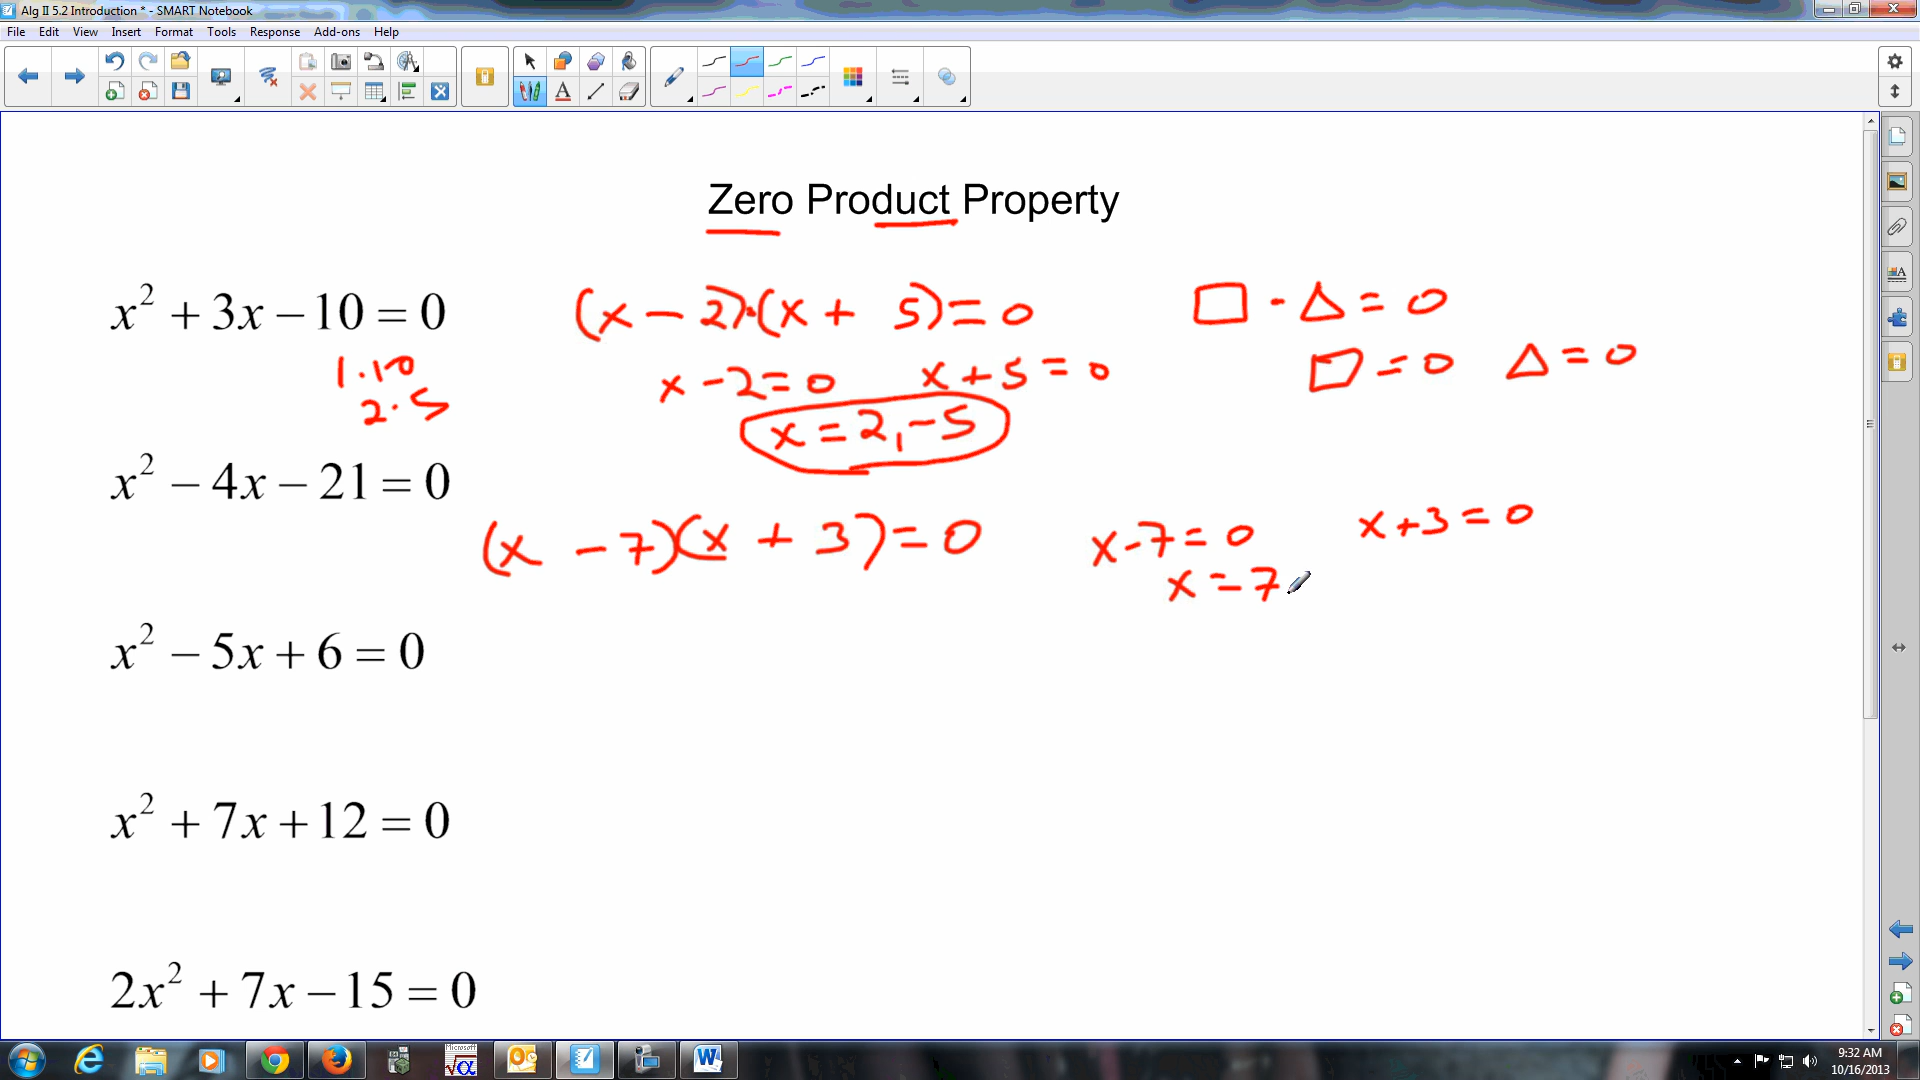 Alg II 5.2 Introduction * - SMART Notebook
File Edit View Insert Format Tools Response Add-ons Help
Zero Product Property
x² + 3x − 10 = 0
(x − 2)·(x + 5) = 0
□ · △ = 0
1·10
x − 2 = 0 x + 5 = 0
□ = 0 △ = 0
2·5
x = 2, −5
x² − 4x − 21 = 0
(x − 7)(x + 3) = 0
x − 7 = 0 x + 3 = 0
x = 7
x² − 5x + 6 = 0
x² + 7x + 12 = 0
2x² + 7x − 15 = 0
Microsoft
√α
9:32 AM
10/16/2013